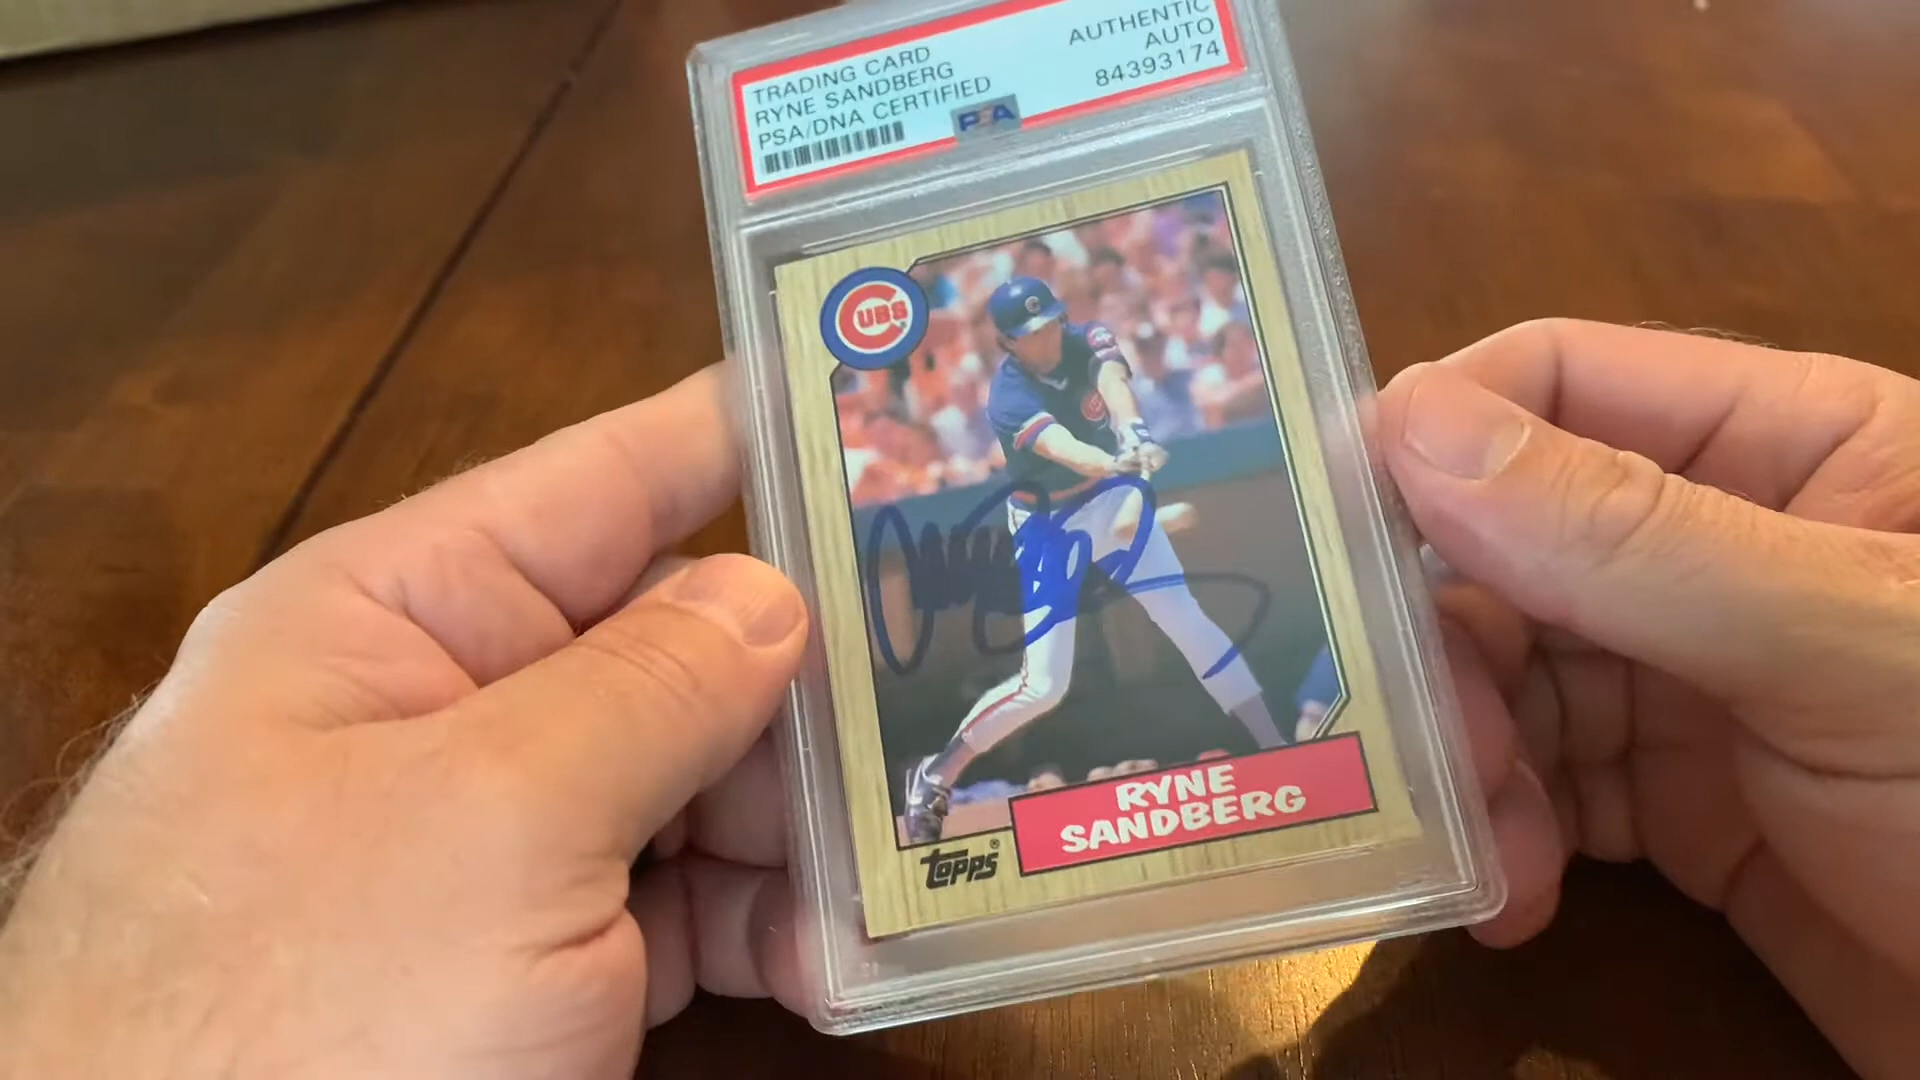 TRADING CARD
RYNE SANDBERG
PSA/DNA CERTIFIED
AUTHENTIC
AUTO
84393174
PSA
CUBS
RYNE
SANDBERG
topps